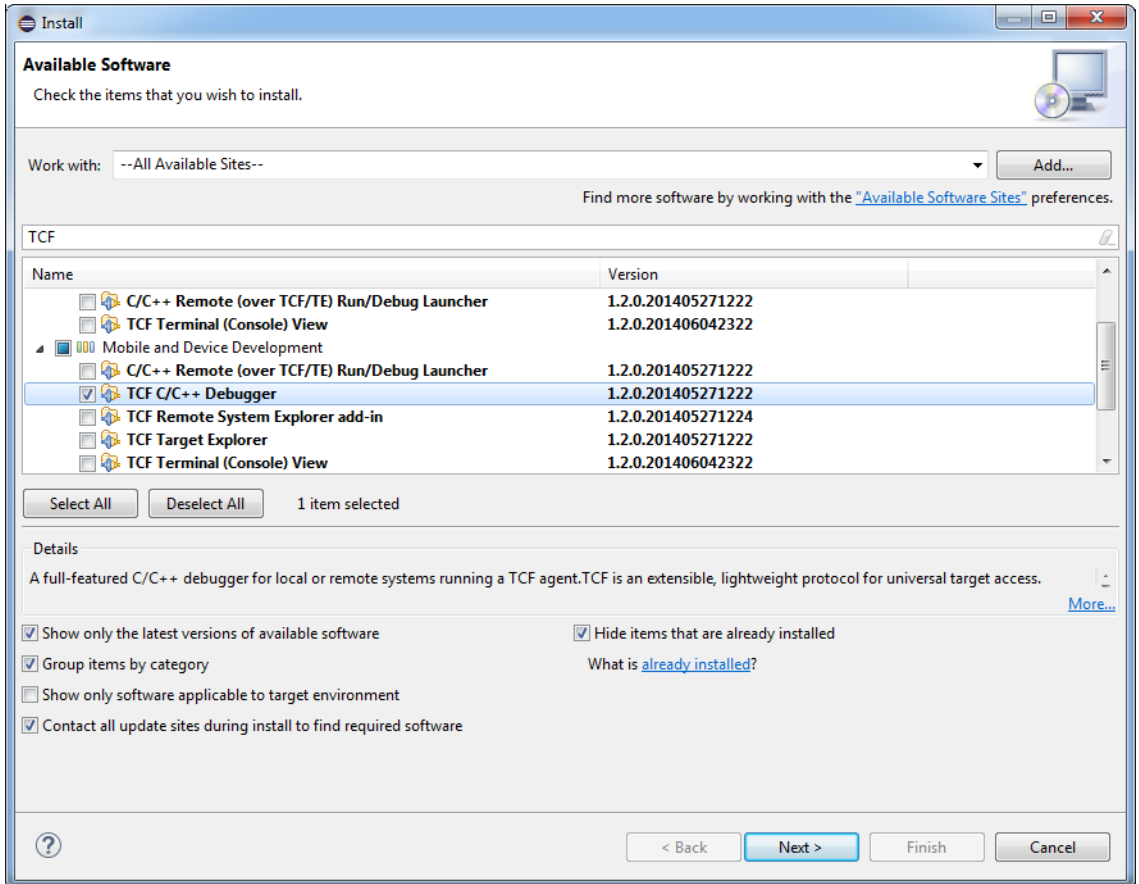 Install
Available Software
Check the items that you wish to install.
Work with: --All Available Sites-- Add...
Find more software by working with the "Available Software Sites" preferences.
TCF
Name Version
C/C++ Remote (over TCF/TE) Run/Debug Launcher 1.2.0.201405271222
TCF Terminal (Console) View 1.2.0.201406042322
Mobile and Device Development
C/C++ Remote (over TCF/TE) Run/Debug Launcher 1.2.0.201405271222
TCF C/C++ Debugger 1.2.0.201405271222
TCF Remote System Explorer add-in 1.2.0.201405271224
TCF Target Explorer 1.2.0.201405271222
TCF Terminal (Console) View 1.2.0.201406042322
Select All Deselect All 1 item selected
Details
A full-featured C/C++ debugger for local or remote systems running a TCF agent.TCF is an extensible, lightweight protocol for universal target access.
More...
Show only the latest versions of available software Hide items that are already installed
Group items by category What is already installed?
Show only software applicable to target environment
Contact all update sites during install to find required software
? < Back Next > Finish Cancel